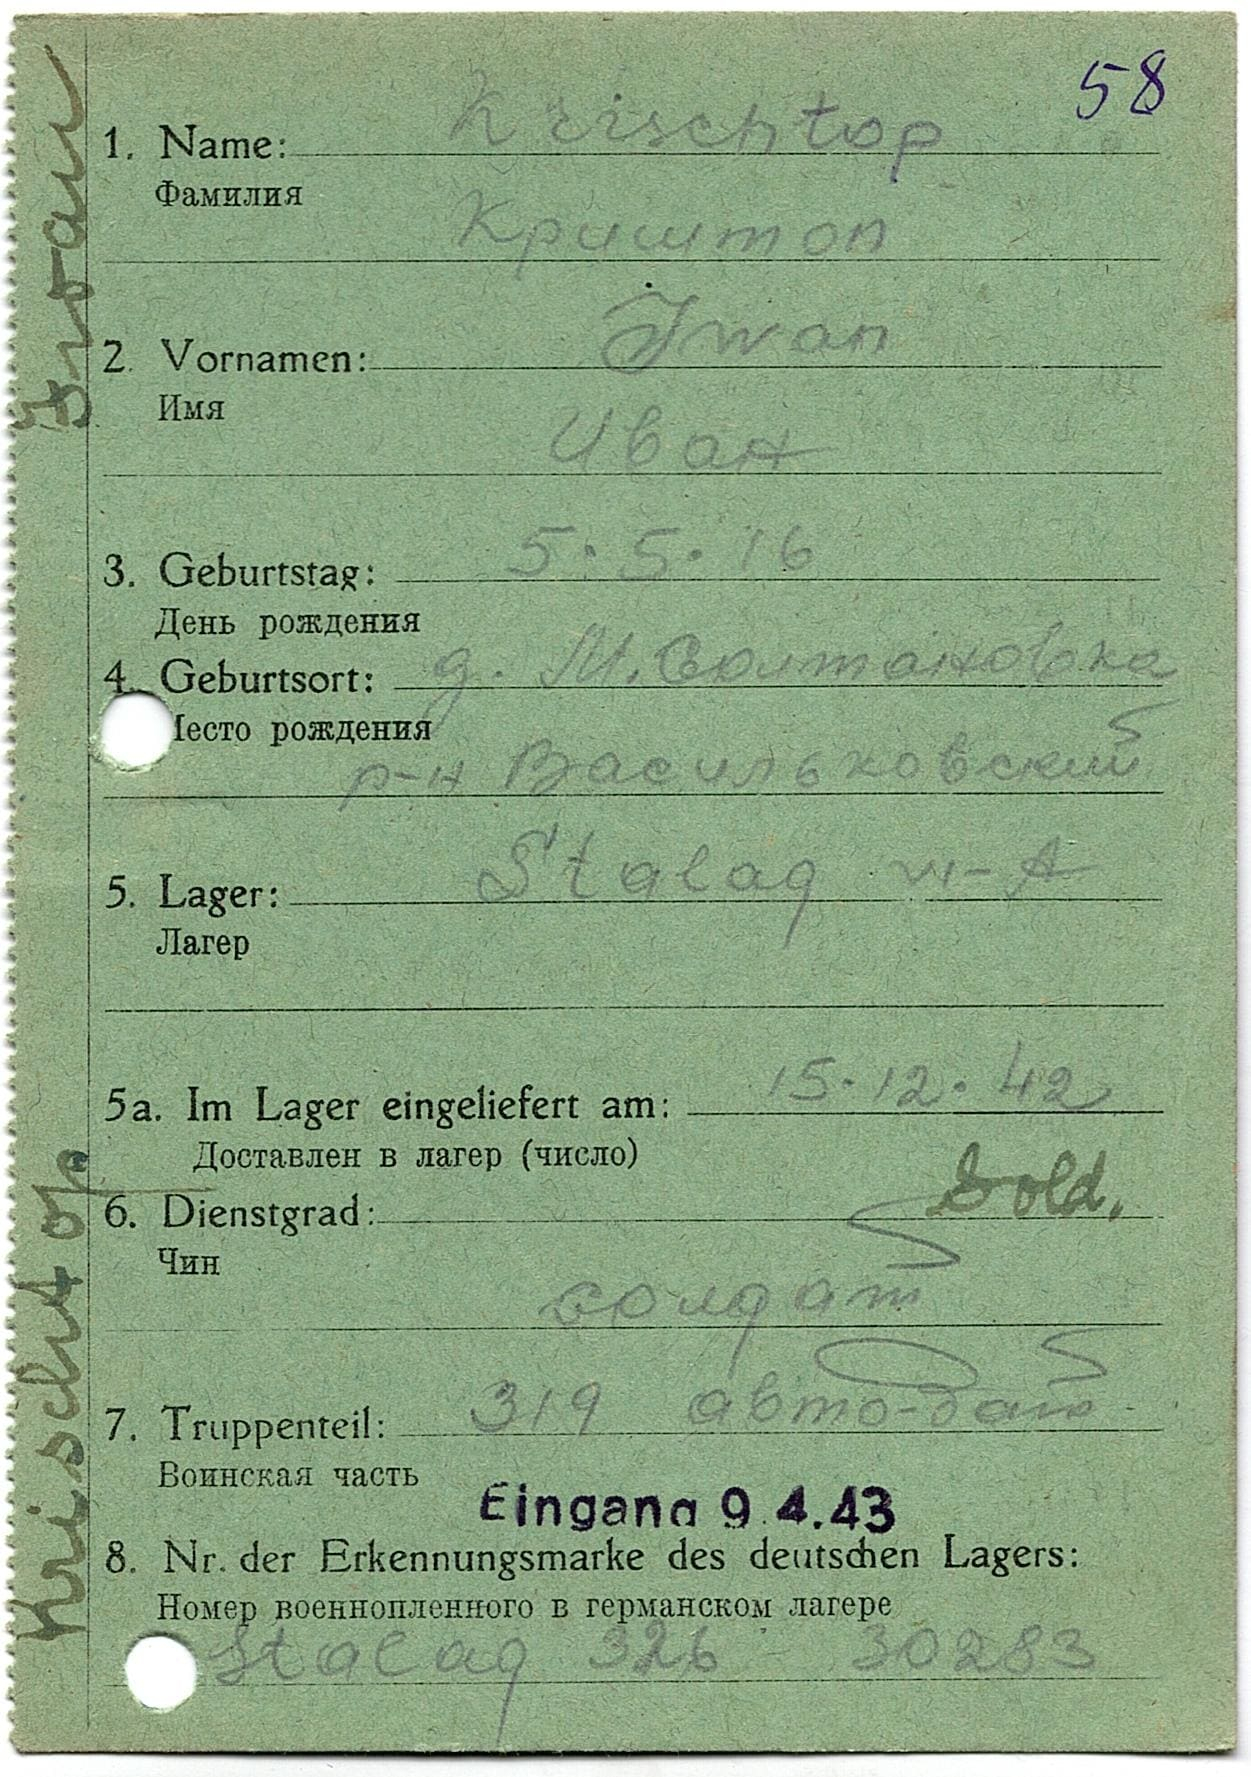 58
1. Name: Krischtop
Фамилия
Криштоп
2. Vornamen: Iwan
Имя
Иван
3. Geburtstag: 5.5.16
День рождения
4. Geburtsort: д. М. Солтановка
Место рождения
р-н Васильковский
5. Lager: Stalag VI-A
Лагер
5a. Im Lager eingeliefert am: 15.12.42
Доставлен в лагер (число)
6. Dienstgrad: Sold.
Чин
солдат
7. Truppenteil: 319 авто-бат
Воинская часть
Eingang 9.4.43
8. Nr. der Erkennungsmarke des deutschen Lagers:
Номер военнопленного в германском лагере
Stalag 326 - 30283
Krischtop Iwan